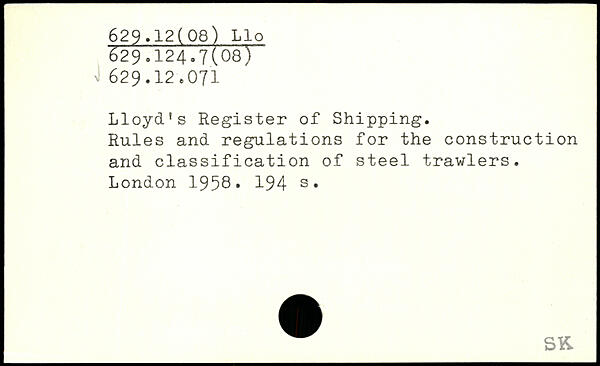 629.12(08) Llo
629.124.7(08)
✓ 629.12.071
Lloyd's Register of Shipping.
Rules and regulations for the construction
and classification of steel trawlers.
London 1958. 194 s.
SK